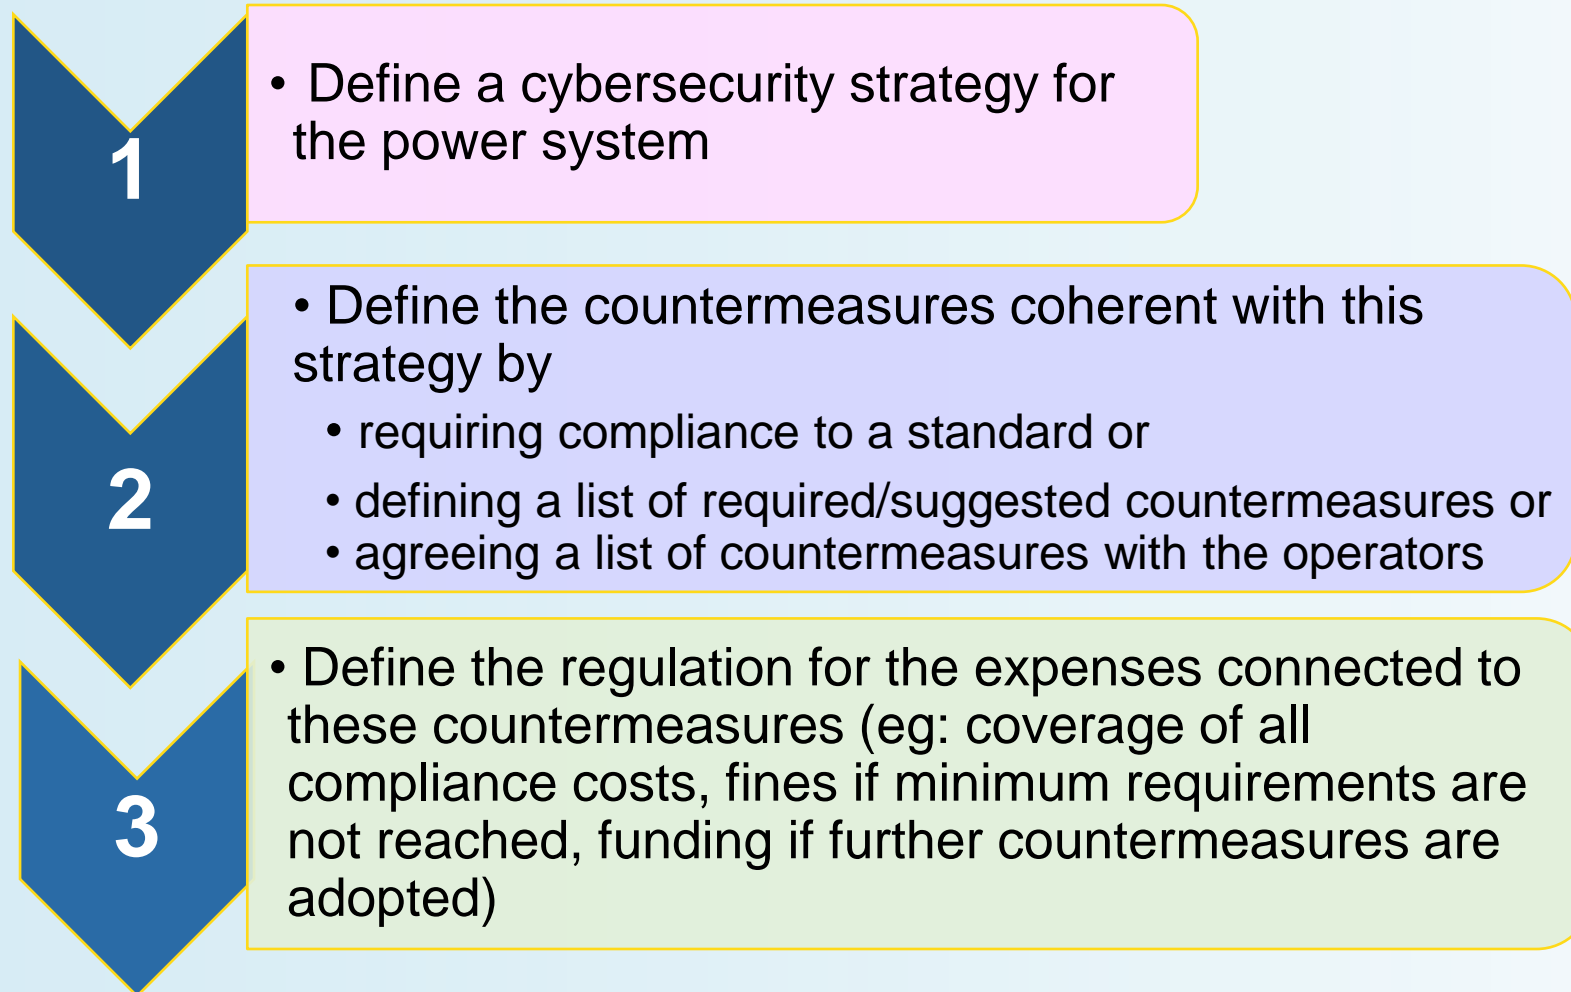 1
• Define a cybersecurity strategy for
the power system
2
• Define the countermeasures coherent with this
strategy by
• requiring compliance to a standard or
• defining a list of required/suggested countermeasures or
• agreeing a list of countermeasures with the operators
3
• Define the regulation for the expenses connected to
these countermeasures (eg: coverage of all
compliance costs, fines if minimum requirements are
not reached, funding if further countermeasures are
adopted)